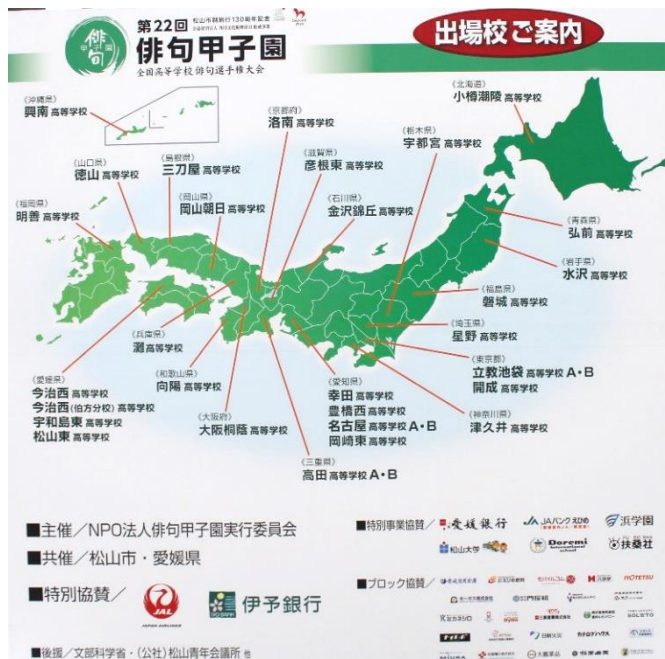 俳句
甲子園
第22回
松山市制施行130周年記念
俳句甲子園
全国高等学校俳句選手権大会
出場校ご案内
〈沖縄県〉
興南 高等学校
〈京都府〉
洛南 高等学校
〈北海道〉
小樽潮陵 高等学校
〈栃木県〉
宇都宮 高等学校
〈滋賀県〉
彦根東 高等学校
〈島根県〉
三刀屋 高等学校
〈山口県〉
徳山 高等学校
〈岡山県〉
岡山朝日 高等学校
〈石川県〉
金沢錦丘 高等学校
〈福岡県〉
明善 高等学校
〈青森県〉
弘前 高等学校
〈岩手県〉
水沢 高等学校
〈福島県〉
磐城 高等学校
〈埼玉県〉
星野 高等学校
〈兵庫県〉
灘 高等学校
〈東京都〉
立教池袋 高等学校 A・B
開成 高等学校
〈和歌山県〉
向陽 高等学校
〈愛媛県〉
今治西 高等学校
今治西(伯方分校) 高等学校
宇和島東 高等学校
松山東 高等学校
〈愛知県〉
幸田 高等学校
豊橋西 高等学校
名古屋 高等学校 A・B
岡崎東 高等学校
〈神奈川県〉
津久井 高等学校
〈大阪府〉
大阪桐蔭 高等学校
〈三重県〉
高田 高等学校 A・B
■主催／NPO法人俳句甲子園実行委員会
■共催／松山市・愛媛県
■特別協賛／
JAL
JAPAN AIRLINES
伊予銀行
■後援／文部科学省・(公社)松山青年会議所 他
■特別事業協賛／
愛媛銀行
JAバンクえひめ
浜学園
松山大学
Doremi
International school
扶桑社
■ブロック協賛／
門屋組